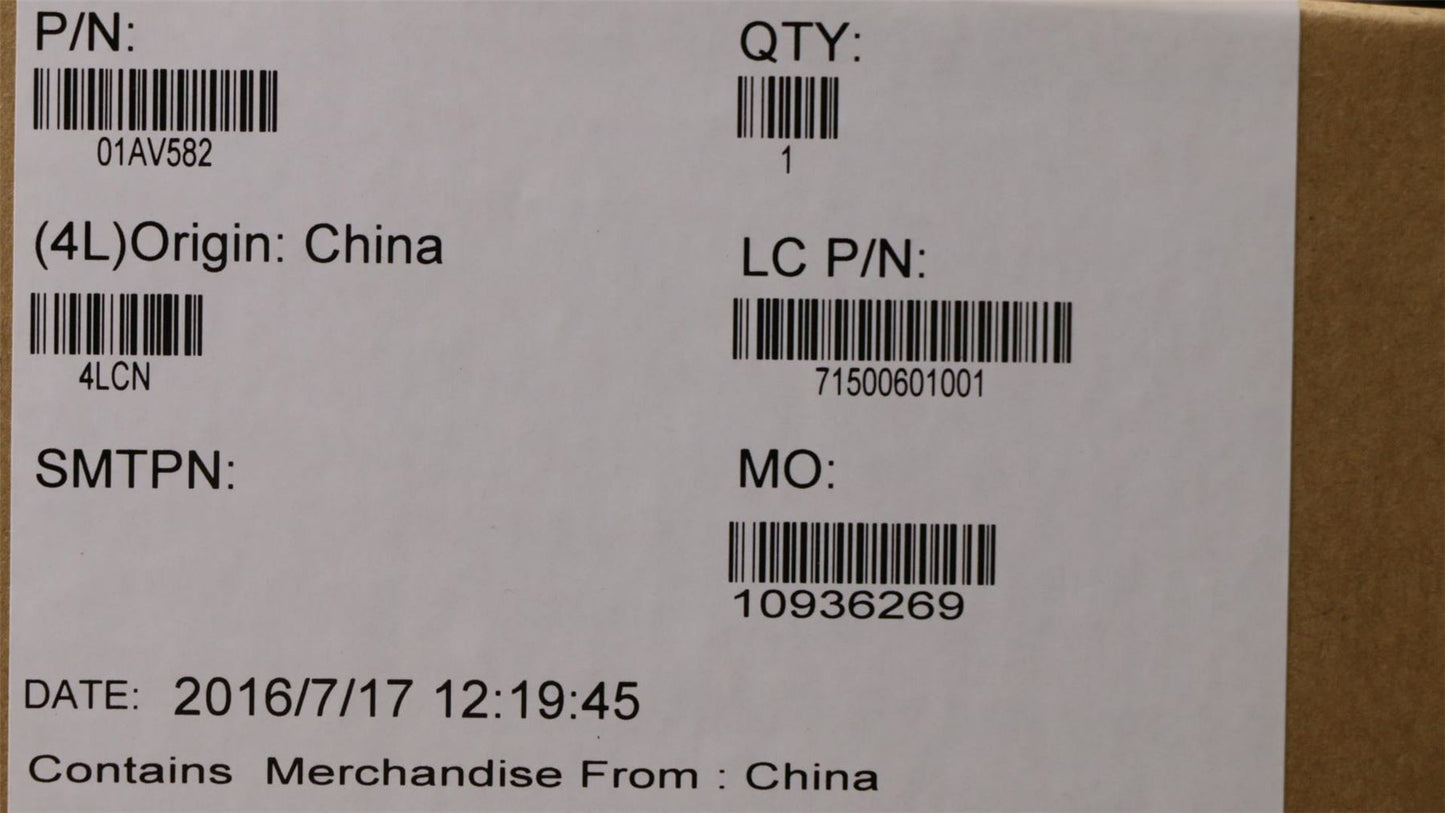 P/N:
QTY:
01AV582
1
(4L)Origin: China
LC P/N:
4LCN
71500601001
SMTPN:
MO:
10936269
DATE: 2016/7/17 12:19:45
Contains Merchandise From : China